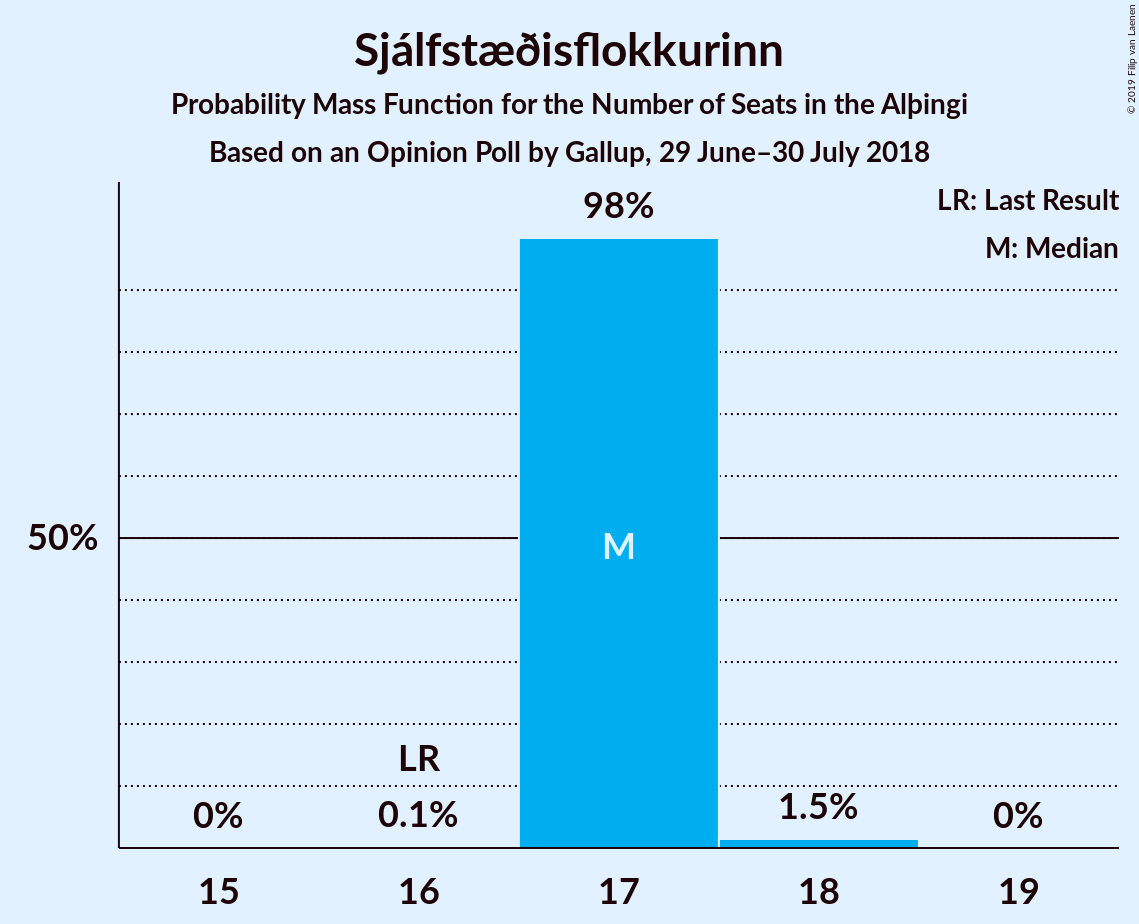 Sjálfstæðisflokkurinn
Probability Mass Function for the Number of Seats in the Alþingi
Based on an Opinion Poll by Gallup, 29 June–30 July 2018
© 2019 Filip van Laenen
LR: Last Result
M: Median
98%
50%
M
LR
0%
0.1%
1.5%
0%
15
16
17
18
19